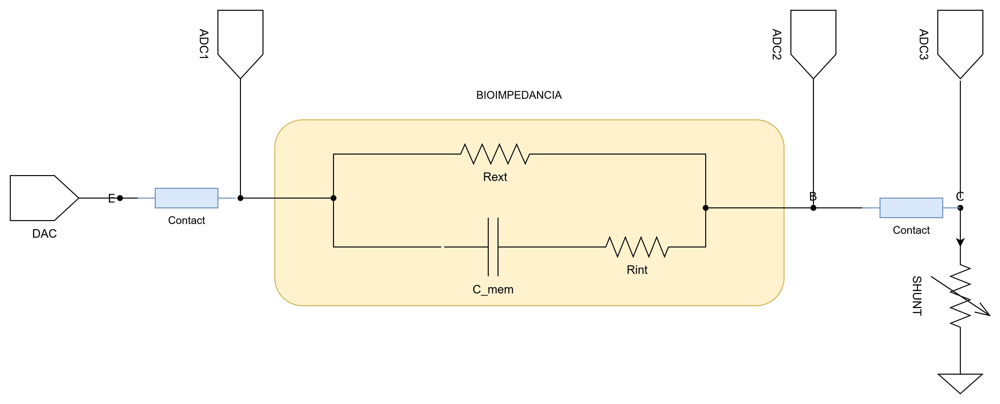 ADC1
ADC2
ADC3
BIOIMPEDANCIA
Rext
E
B
C
Contact
Contact
DAC
Rint
C_mem
SHUNT